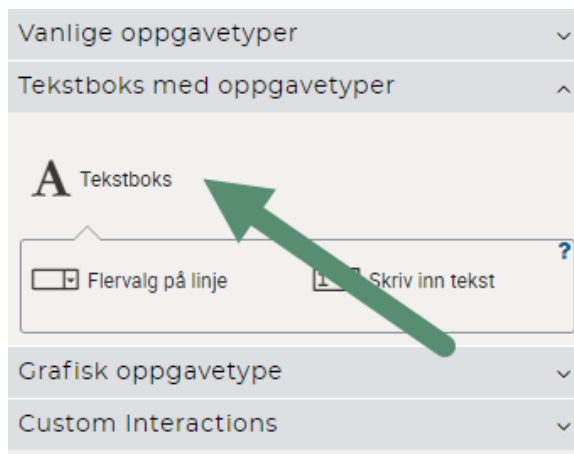 Vanlige oppgavetyper
Tekstboks med oppgavetyper
A Tekstboks
?
Flervalg på linje Skriv inn tekst
Grafisk oppgavetype
Custom Interactions